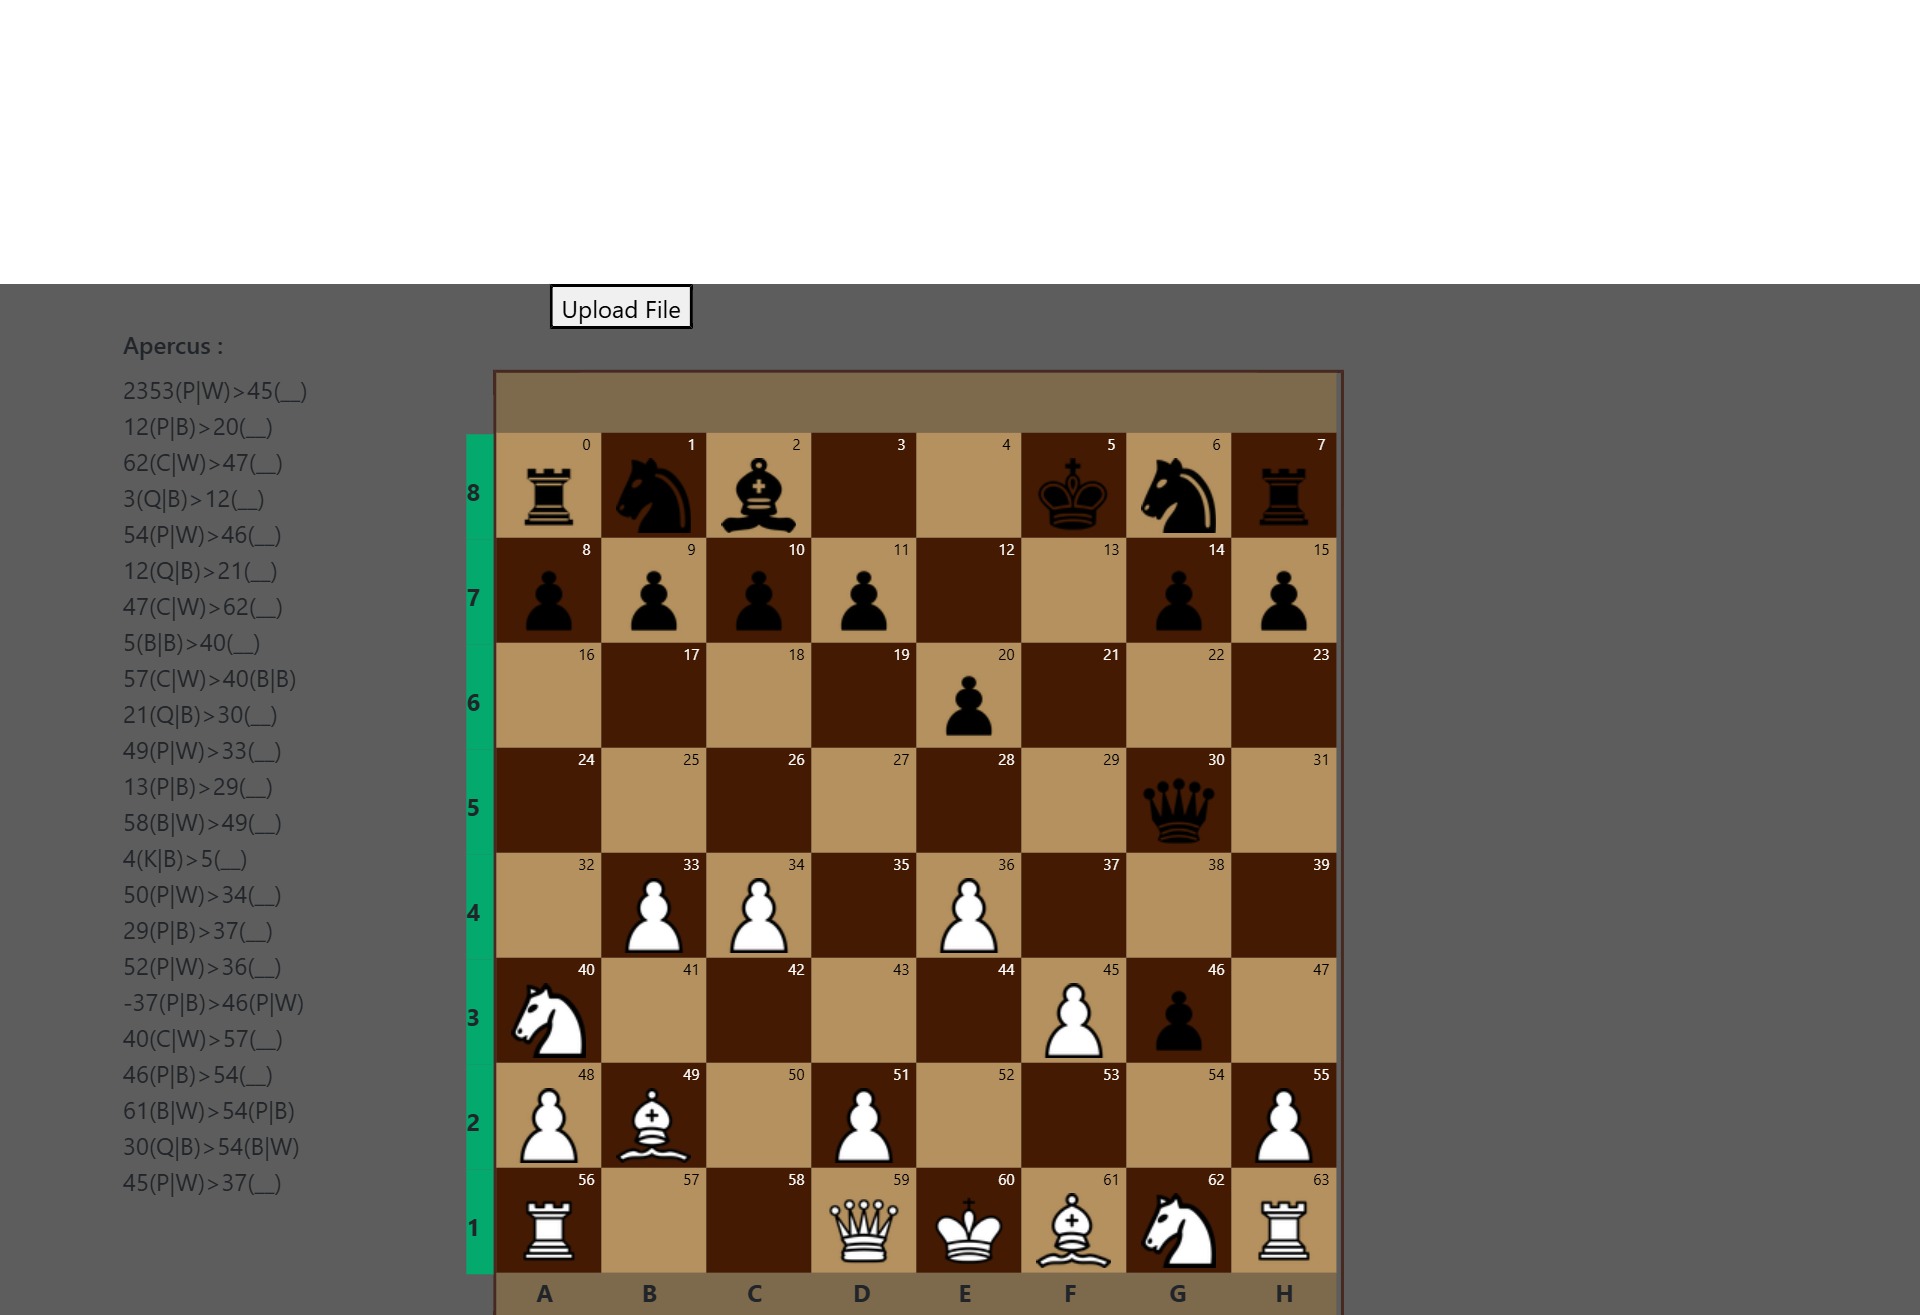 Upload File
Apercus :
2353(P|W)>45(__)
12(P|B)>20(__)
62(C|W)>47(__)
3(Q|B)>12(__)
54(P|W)>46(__)
12(Q|B)>21(__)
47(C|W)>62(__)
5(B|B)>40(__)
57(C|W)>40(B|B)
21(Q|B)>30(__)
49(P|W)>33(__)
13(P|B)>29(__)
58(B|W)>49(__)
4(K|B)>5(__)
50(P|W)>34(__)
29(P|B)>37(__)
52(P|W)>36(__)
-37(P|B)>46(P|W)
40(C|W)>57(__)
46(P|B)>54(__)
61(B|W)>54(P|B)
30(Q|B)>54(B|W)
45(P|W)>37(__)
0 1 2 3 4 5 6 7
8
8 9 10 11 12 13 14 15
7
16 17 18 19 20 21 22 23
6
24 25 26 27 28 29 30 31
5
32 33 34 35 36 37 38 39
4
40 41 42 43 44 45 46 47
3
48 49 50 51 52 53 54 55
2
56 57 58 59 60 61 62 63
1
A B C D E F G H